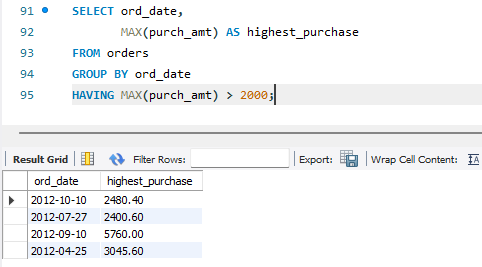 91 SELECT ord_date,
92 MAX(purch_amt) AS highest_purchase
93 FROM orders
94 GROUP BY ord_date
95 HAVING MAX(purch_amt) > 2000;
Result Grid Filter Rows: Export: Wrap Cell Content: IA
ord_date highest_purchase
2012-10-10 2480.40
2012-07-27 2400.60
2012-09-10 5760.00
2012-04-25 3045.60